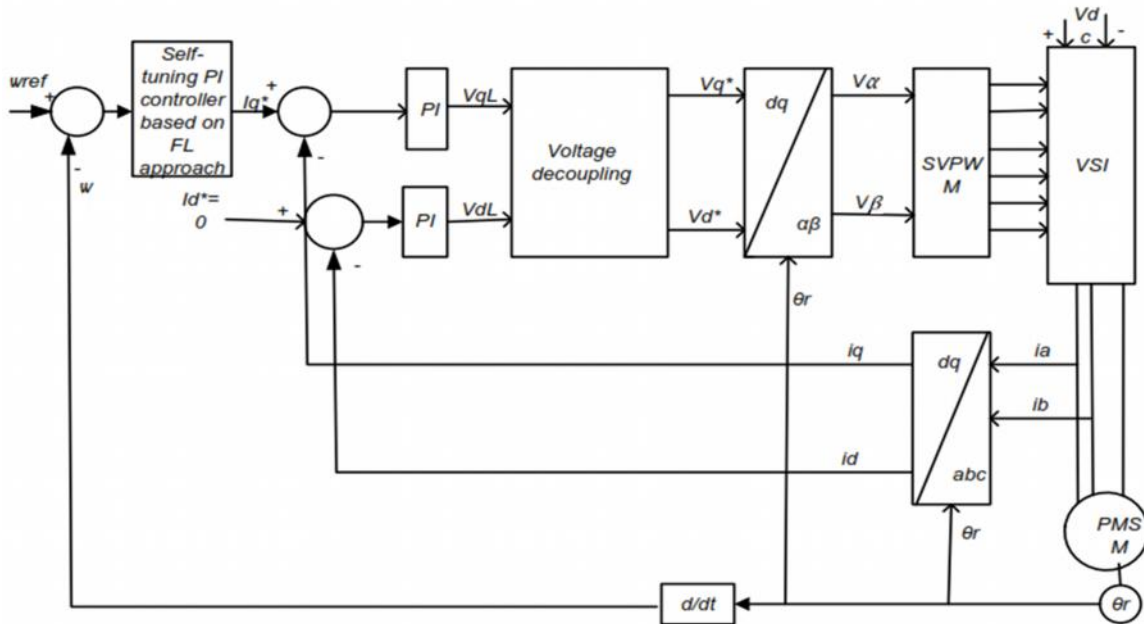 Vd
+ c -
wref
+
Self-
tuning PI
controller
based on
FL
approach
Iq*
+
-
PI
VqL
Voltage
decoupling
Vq*
dq
αβ
Vα
SVPW
M
VSI
-
w
Id*=
0
+
-
PI
VdL
Vd*
Vβ
θr
iq
dq
abc
ia
ib
id
θr
PMS
M
d/dt
θr